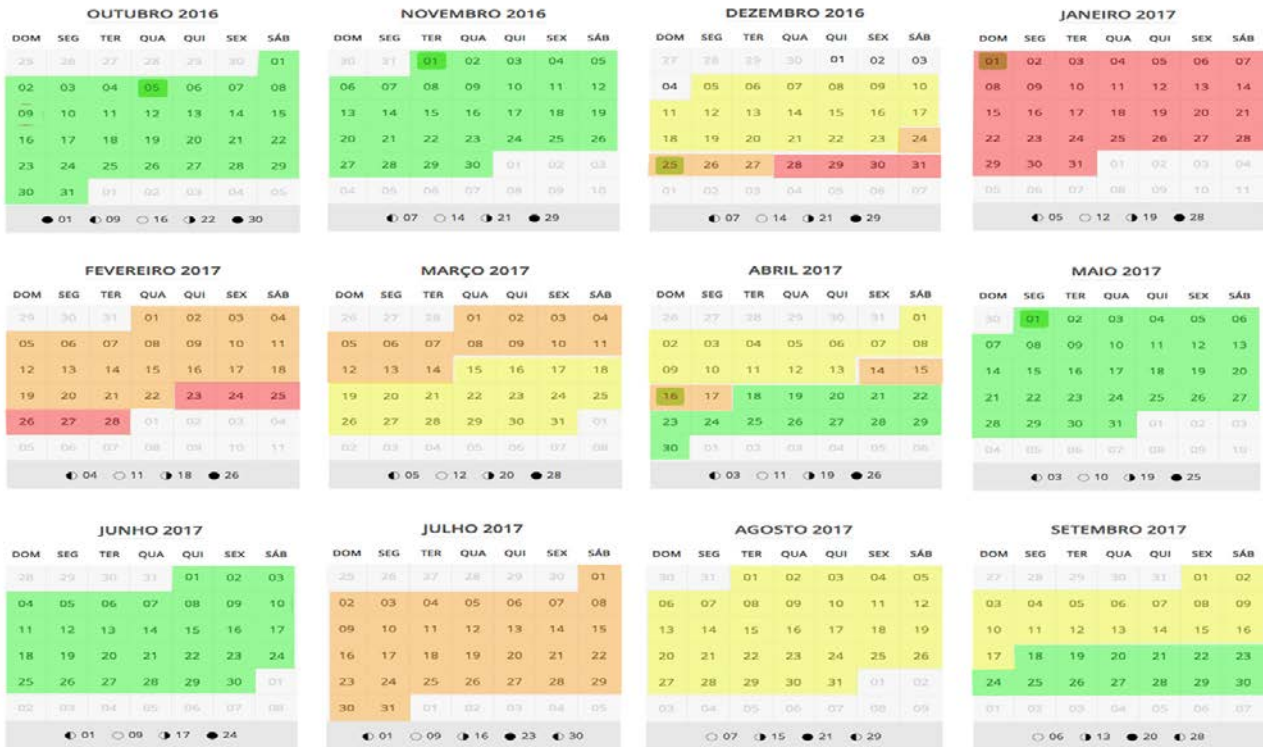 OUTUBRO 2016
DOM SEG TER QUA QUI SEX SÁB
25 26 27 28 29 30 01
02 03 04 05 06 07 08
09 10 11 12 13 14 15
16 17 18 19 20 21 22
23 24 25 26 27 28 29
30 31 01 02 03 04 05
01 09 16 22 30
NOVEMBRO 2016
DOM SEG TER QUA QUI SEX SÁB
30 31 01 02 03 04 05
06 07 08 09 10 11 12
13 14 15 16 17 18 19
20 21 22 23 24 25 26
27 28 29 30 01 02 03
04 05 06 07 08 09 10
07 14 21 29
DEZEMBRO 2016
DOM SEG TER QUA QUI SEX SÁB
27 28 29 30 01 02 03
04 05 06 07 08 09 10
11 12 13 14 15 16 17
18 19 20 21 22 23 24
25 26 27 28 29 30 31
01 02 03 04 05 06 07
07 14 21 29
JANEIRO 2017
DOM SEG TER QUA QUI SEX SÁB
01 02 03 04 05 06 07
08 09 10 11 12 13 14
15 16 17 18 19 20 21
22 23 24 25 26 27 28
29 30 31 01 02 03 04
05 06 07 08 09 10 11
05 12 19 28
FEVEREIRO 2017
DOM SEG TER QUA QUI SEX SÁB
29 30 31 01 02 03 04
05 06 07 08 09 10 11
12 13 14 15 16 17 18
19 20 21 22 23 24 25
26 27 28 01 02 03 04
05 06 07 08 09 10 11
04 11 18 26
MARÇO 2017
DOM SEG TER QUA QUI SEX SÁB
26 27 28 01 02 03 04
05 06 07 08 09 10 11
12 13 14 15 16 17 18
19 20 21 22 23 24 25
26 27 28 29 30 31 01
02 03 04 05 06 07 08
05 12 20 28
ABRIL 2017
DOM SEG TER QUA QUI SEX SÁB
26 27 28 29 30 31 01
02 03 04 05 06 07 08
09 10 11 12 13 14 15
16 17 18 19 20 21 22
23 24 25 26 27 28 29
30 01 02 03 04 05 06
03 11 19 26
MAIO 2017
DOM SEG TER QUA QUI SEX SÁB
30 01 02 03 04 05 06
07 08 09 10 11 12 13
14 15 16 17 18 19 20
21 22 23 24 25 26 27
28 29 30 31 01 02 03
04 05 06 07 08 09 10
03 10 19 25
JUNHO 2017
DOM SEG TER QUA QUI SEX SÁB
28 29 30 31 01 02 03
04 05 06 07 08 09 10
11 12 13 14 15 16 17
18 19 20 21 22 23 24
25 26 27 28 29 30 01
02 03 04 05 06 07 08
01 09 17 24
JULHO 2017
DOM SEG TER QUA QUI SEX SÁB
25 26 27 28 29 30 01
02 03 04 05 06 07 08
09 10 11 12 13 14 15
16 17 18 19 20 21 22
23 24 25 26 27 28 29
30 31 01 02 03 04 05
01 09 16 23 30
AGOSTO 2017
DOM SEG TER QUA QUI SEX SÁB
30 31 01 02 03 04 05
06 07 08 09 10 11 12
13 14 15 16 17 18 19
20 21 22 23 24 25 26
27 28 29 30 31 01 02
03 04 05 06 07 08 09
07 15 21 29
SETEMBRO 2017
DOM SEG TER QUA QUI SEX SÁB
27 28 29 30 31 01 02
03 04 05 06 07 08 09
10 11 12 13 14 15 16
17 18 19 20 21 22 23
24 25 26 27 28 29 30
01 02 03 04 05 06 07
06 13 20 28